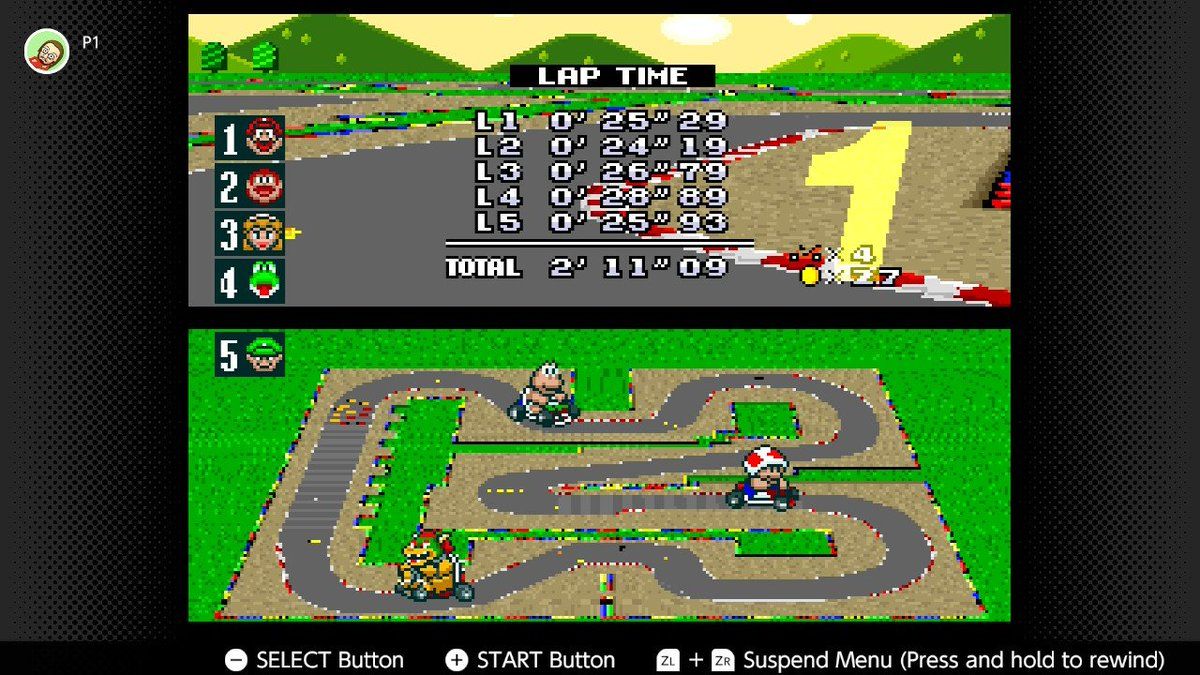 P1
LAP TIME
L1 0' 25" 29
L2 0' 24" 19
L3 0' 26" 79
L4 0' 28" 89
L5 0' 25" 93
TOTAL 2' 11" 09
1
2
3
4
1
×4
×27
5
SELECT Button
START Button
ZL + ZR Suspend Menu (Press and hold to rewind)